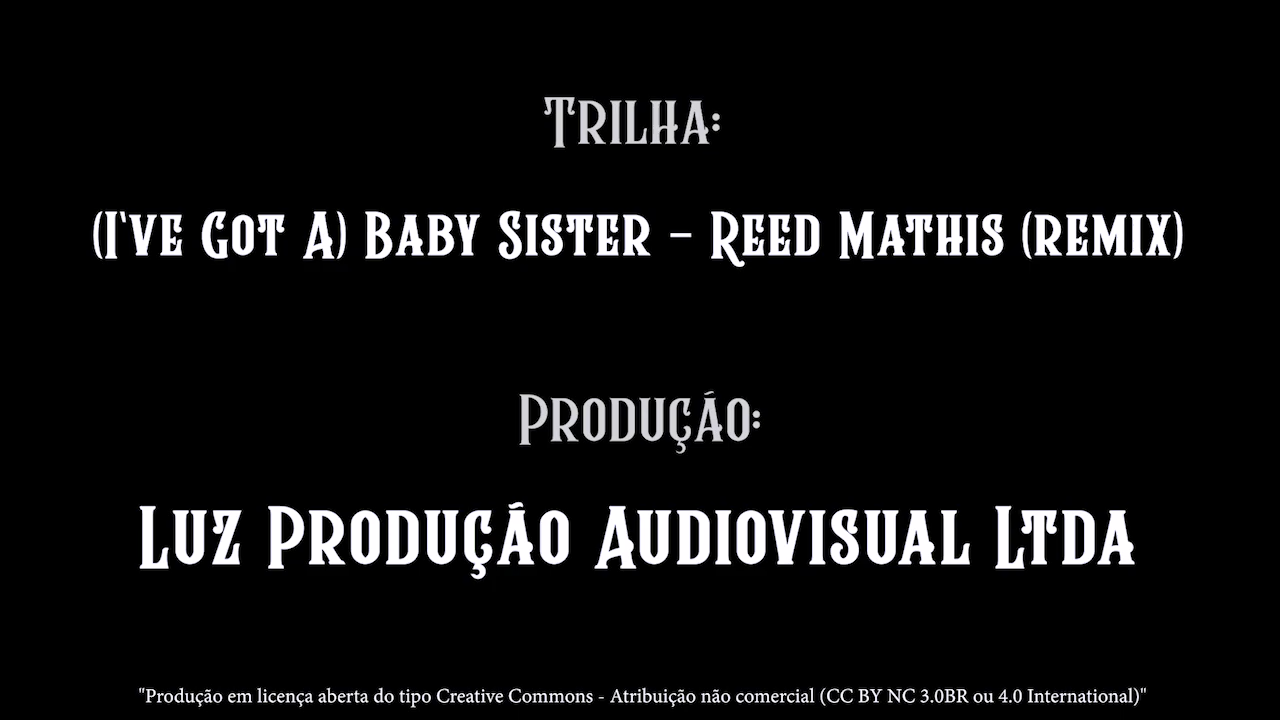 Trilha:
(I've Got A) Baby Sister - Reed Mathis (remix)
Produção:
Luz Produção Audiovisual Ltda
"Produção em licença aberta do tipo Creative Commons - Atribuição não comercial (CC BY NC 3.0BR ou 4.0 International)"